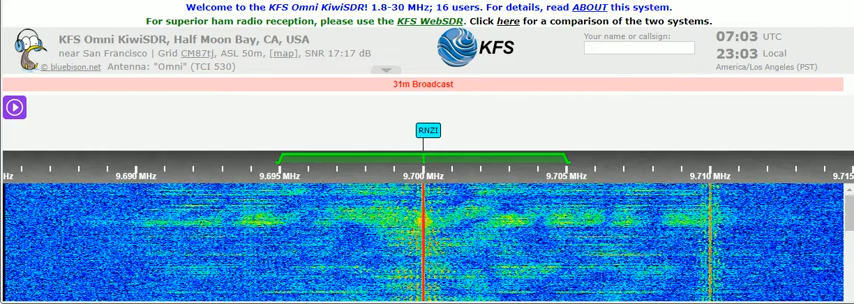 Welcome to the KFS Omni KiwiSDR! 1.8-30 MHz; 16 users. For details, read ABOUT this system.
For superior ham radio reception, please use the KFS WebSDR. Click here for a comparison of the two systems.
KFS Omni KiwiSDR, Half Moon Bay, CA, USA
near San Francisco | Grid CM87tj, ASL 50m, [map], SNR 17:17 dB
© bluebison.net Antenna: "Omni" (TCI 530)
KFS
Your name or callsign:
07:03 UTC
23:03 Local
America/Los Angeles (PST)
31m Broadcast
RNZI
Hz 9.690 MHz 9.695 MHz 9.700 MHz 9.705 MHz 9.710 MHz 9.715